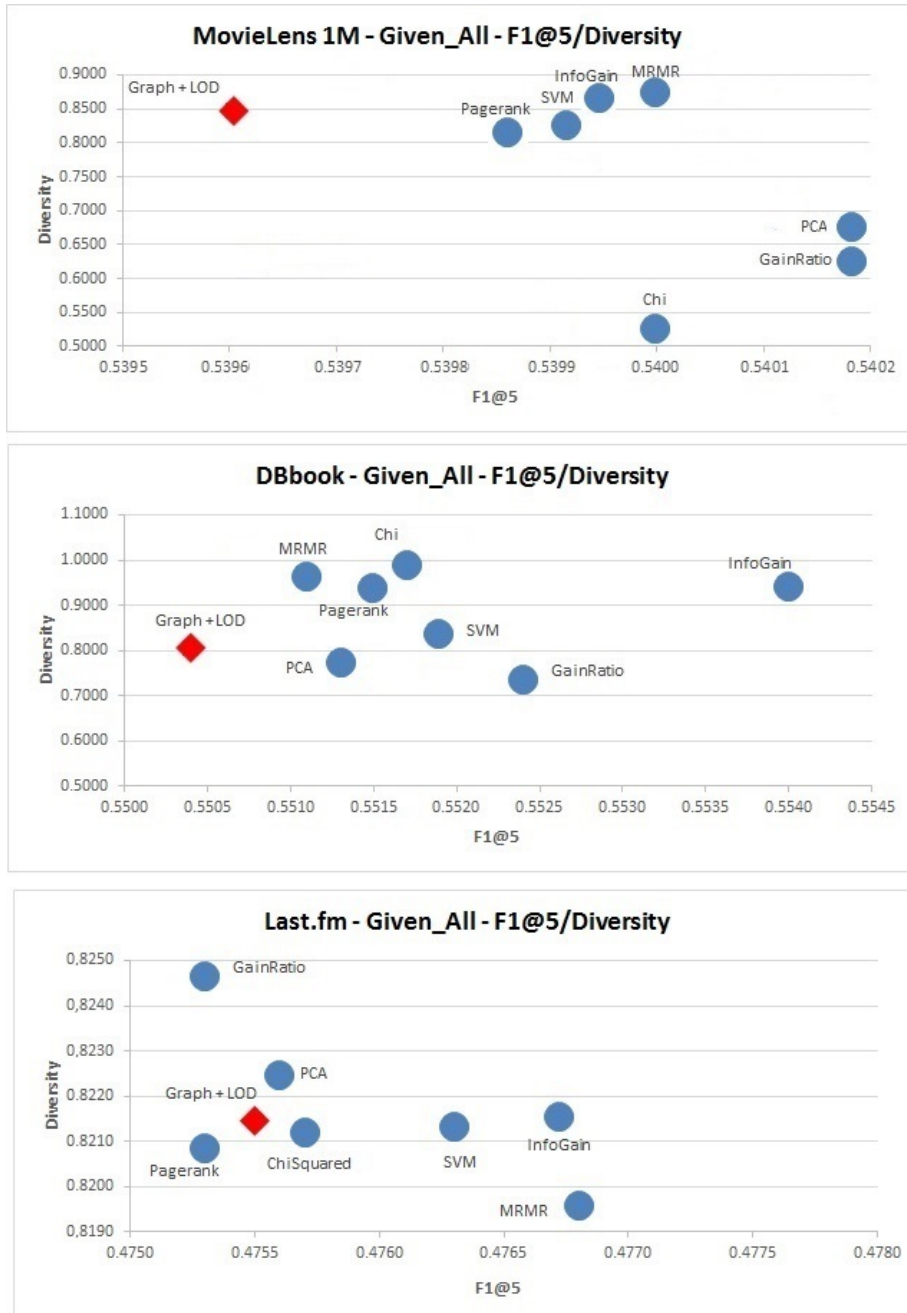 MovieLens 1M - Given_All - F1@5/Diversity
0.9000
0.8500
0.8000
0.7500
0.7000
0.6500
0.6000
0.5500
0.5000
Diversity
Graph + LOD
Pagerank
SVM
InfoGain
MRMR
PCA
GainRatio
Chi
0.5395
0.5396
0.5397
0.5398
0.5399
0.5400
0.5401
0.5402
F1@5
DBbook - Given_All - F1@5/Diversity
1.1000
1.0000
0.9000
0.8000
0.7000
0.6000
0.5000
Diversity
MRMR
Chi
InfoGain
Pagerank
Graph + LOD
SVM
PCA
GainRatio
0.5500
0.5505
0.5510
0.5515
0.5520
0.5525
0.5530
0.5535
0.5540
0.5545
F1@5
Last.fm - Given_All - F1@5/Diversity
0,8250
0,8240
0,8230
0,8220
0,8210
0,8200
0,8190
Diversity
GainRatio
PCA
Graph + LOD
Pagerank
ChiSquared
SVM
InfoGain
MRMR
0.4750
0.4755
0.4760
0.4765
0.4770
0.4775
0.4780
F1@5